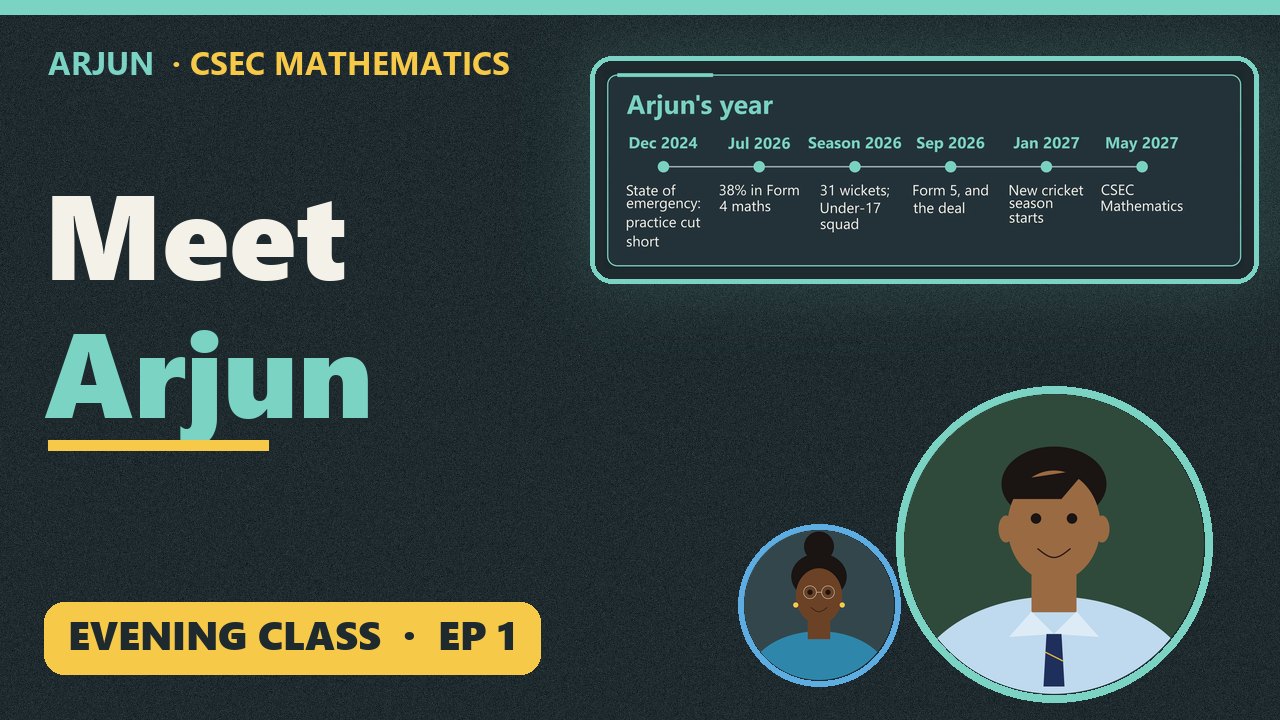 ARJUN · CSEC MATHEMATICS
Meet
Arjun
EVENING CLASS · EP 1
Arjun's year
Dec 2024
State of
emergency:
practice cut
short
Jul 2026
38% in Form
4 maths
Season 2026
31 wickets;
Under-17
squad
Sep 2026
Form 5, and
the deal
Jan 2027
New cricket
season
starts
May 2027
CSEC
Mathematics